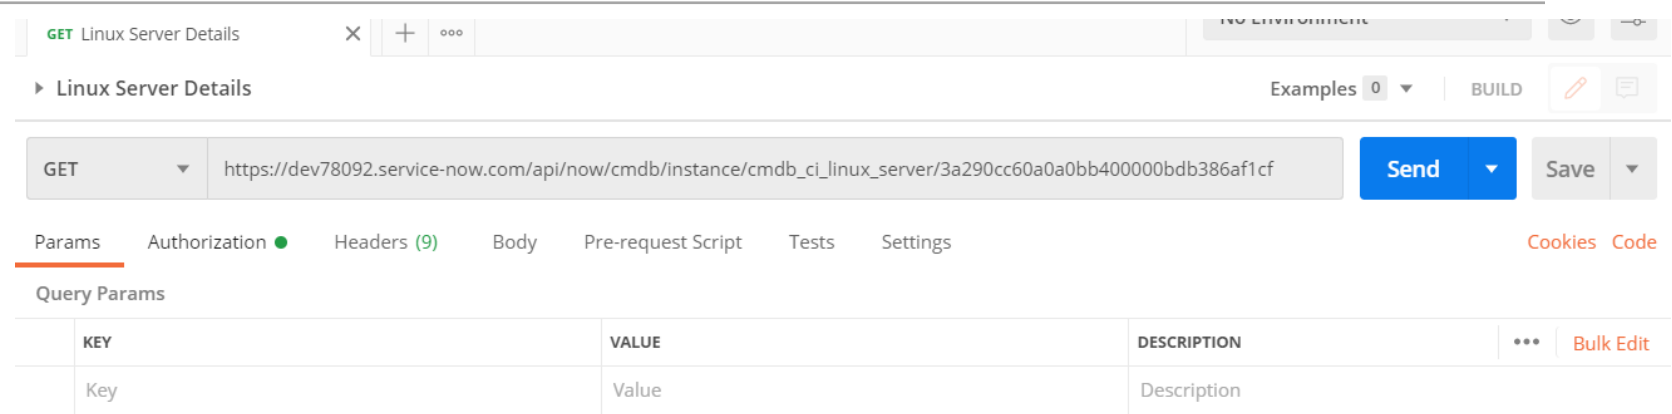 No Environment
GET Linux Server Details
Linux Server Details
Examples 0
BUILD
GET
https://dev78092.service-now.com/api/now/cmdb/instance/cmdb_ci_linux_server/3a290cc60a0a0bb400000bdb386af1cf
Send
Save
Params Authorization Headers (9) Body Pre-request Script Tests Settings Cookies Code
Query Params
KEY VALUE DESCRIPTION Bulk Edit
Key Value Description